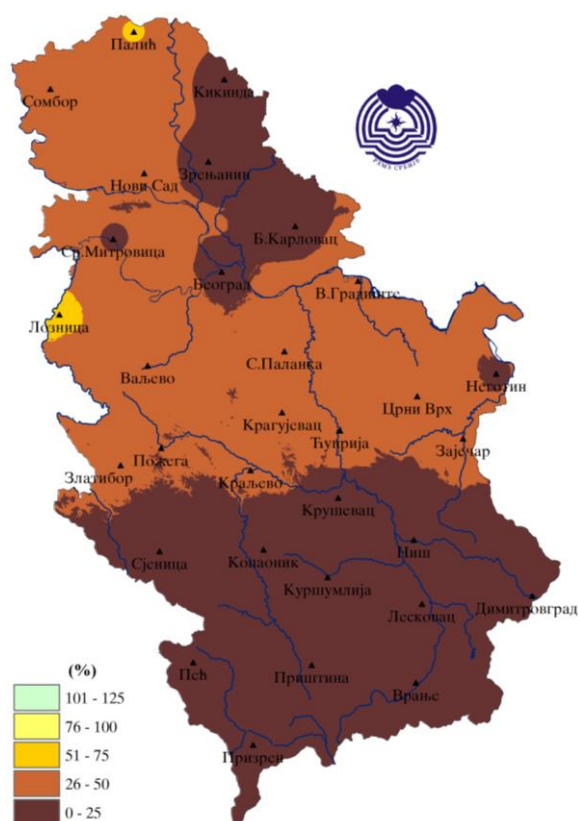 Палић
Сомбор
Кикинда
Зрењанин
Нови Сад
Б.Карловац
Ср.Митровица
Београд
В.Градиште
Лозница
Ваљево
С.Паланка
Неготин
Црни Врх
Крагујевац
Ћуприја
Зајечар
Пожега
Златибор
Краљево
Крушевац
Сјеница
Копаоник
Ниш
Куршумлија
Лесковац
Димитровград
Пећ
Приштина
Врање
Призрен
РХМЗ СРБИЈЕ
(%)
101 - 125
76 - 100
51 - 75
26 - 50
0 - 25